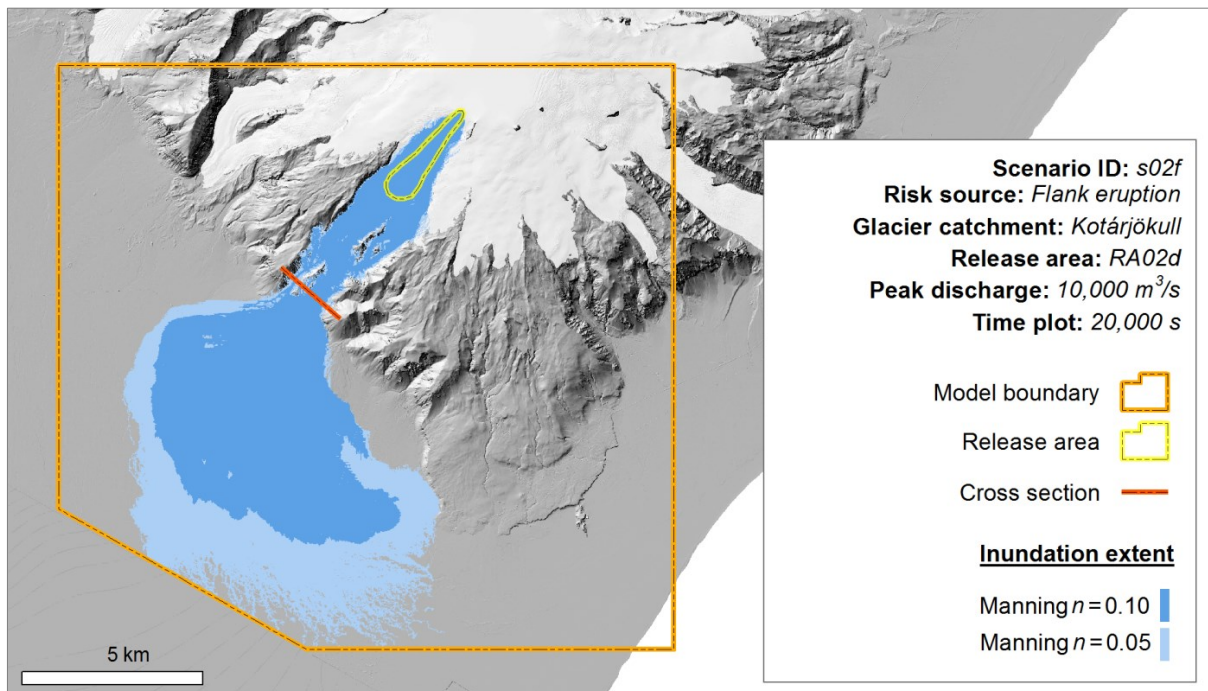 Scenario ID: s02f
Risk source: Flank eruption
Glacier catchment: Kotárjökull
Release area: RA02d
Peak discharge: 10,000 m³/s
Time plot: 20,000 s
Model boundary
Release area
Cross section
Inundation extent
Manning n = 0.10
Manning n = 0.05
5 km